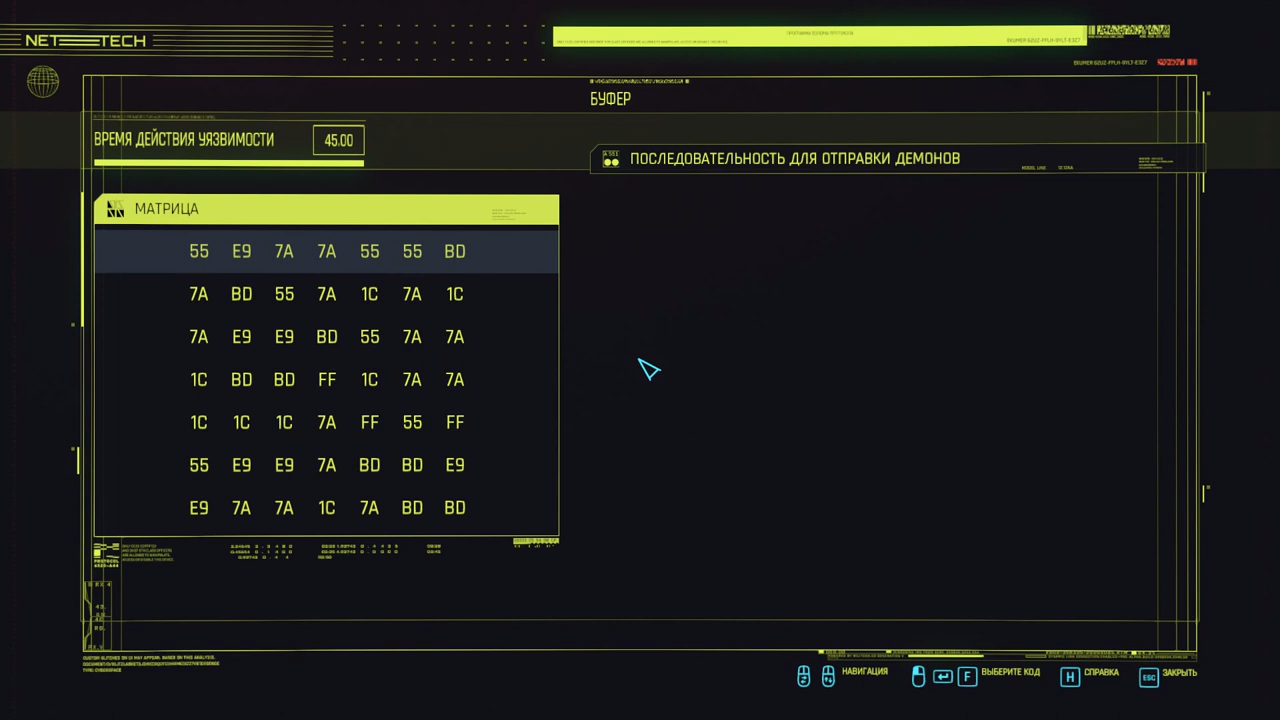 NET TECH
БУФЕР
ВРЕМЯ ДЕЙСТВИЯ УЯЗВИМОСТИ 45.00
ПОСЛЕДОВАТЕЛЬНОСТЬ ДЛЯ ОТПРАВКИ ДЕМОНОВ
МАТРИЦА
55 E9 7A 7A 55 55 BD
7A BD 55 7A 1C 7A 1C
7A E9 E9 BD 55 7A 7A
1C BD BD FF 1C 7A 7A
1C 1C 1C 7A FF 55 FF
55 E9 E9 7A BD BD E9
E9 7A 7A 1C 7A BD BD
НАВИГАЦИЯ F ВЫБЕРИТЕ КОД H СПРАВКА ESC ЗАКРЫТЬ